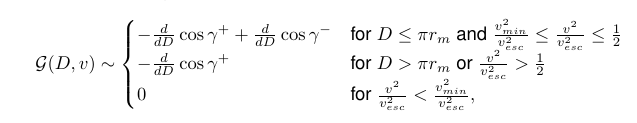 G(D, v) ∼ { −d/dD cos γ⁺ + d/dD cos γ⁻ for D ≤ πr_m and v²_min/v²_esc ≤ v²/v²_esc ≤ 1/2
−d/dD cos γ⁺ for D > πr_m or v²/v²_esc > 1/2
0 for v²/v²_esc < v²_min/v²_esc,